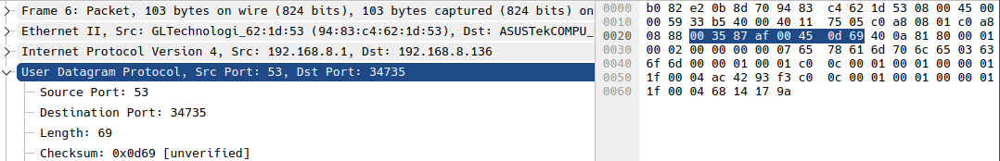 Frame 6: Packet, 103 bytes on wire (824 bits), 103 bytes captured (824 bits) on
Ethernet II, Src: GLTechnologi_62:1d:53 (94:83:c4:62:1d:53), Dst: ASUSTekCOMPU_
Internet Protocol Version 4, Src: 192.168.8.1, Dst: 192.168.8.136
User Datagram Protocol, Src Port: 53, Dst Port: 34735
Source Port: 53
Destination Port: 34735
Length: 69
Checksum: 0x0d69 [unverified]
0000 b0 82 e2 0b 8d 70 94 83 c4 62 1d 53 08 00 45 00
0010 00 59 33 b5 40 00 40 11 75 05 c0 a8 08 01 c0 a8
0020 08 88 00 35 87 af 00 45 0d 69 40 0a 81 80 00 01
0030 00 02 00 00 00 00 07 65 78 61 6d 70 6c 65 03 63
0040 6f 6d 00 00 01 00 01 c0 0c 00 01 00 01 00 00 01
0050 1f 00 04 ac 42 93 f3 c0 0c 00 01 00 01 00 00 01
0060 1f 00 04 68 14 17 9a